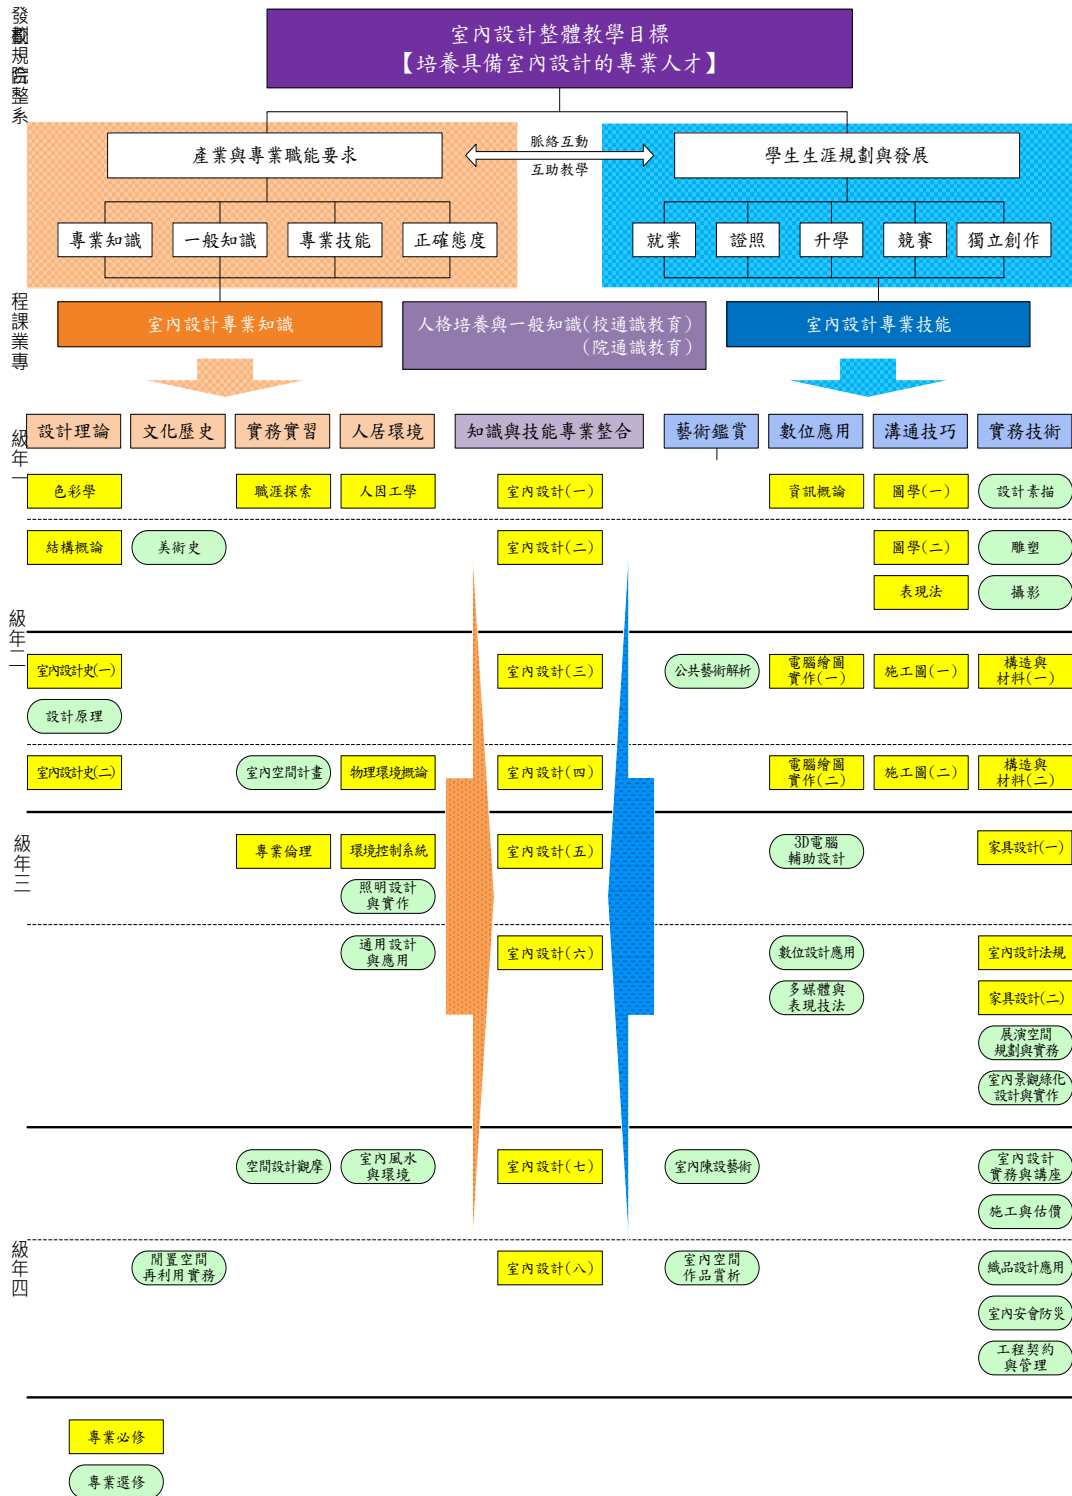 室內設計整體教學目標
【培養具備室內設計的專業人才】
產業與專業職能要求
脈絡互動
互助教學
學生生涯規劃與發展
專業知識
一般知識
專業技能
正確態度
就業
證照
升學
競賽
獨立創作
程課業專
室內設計專業知識
人格培養與一般知識(校通識教育)
(院通識教育)
室內設計專業技能
設計理論
文化歷史
實務實習
人居環境
知識與技能專業整合
藝術鑑賞
數位應用
溝通技巧
實務技術
級年一
色彩學
職涯探索
人因工學
室內設計(一)
資訊概論
圖學(一)
設計素描
結構概論
美術史
室內設計(二)
圖學(二)
雕塑
表現法
攝影
級年二
室內設計史(一)
室內設計(三)
公共藝術解析
電腦繪圖
實作(一)
施工圖(一)
構造與
材料(一)
設計原理
室內設計史(二)
室內空間計畫
物理環境概論
室內設計(四)
電腦繪圖
實作(二)
施工圖(二)
構造與
材料(二)
級年三
專業倫理
環境控制系統
室內設計(五)
3D電腦
輔助設計
家具設計(一)
照明設計
與實作
通用設計
與應用
室內設計(六)
數位設計應用
室內設計法規
多媒體與
表現技法
家具設計(二)
展演空間
規劃與實務
室內景觀綠化
設計與實作
空間設計觀摩
室內風水
與環境
室內設計(七)
室內陳設藝術
室內設計
實務與講座
施工與估價
級年四
閒置空間
再利用實務
室內設計(八)
室內空間
作品賞析
織品設計應用
室內安會防災
工程契約
與管理
專業必修
專業選修